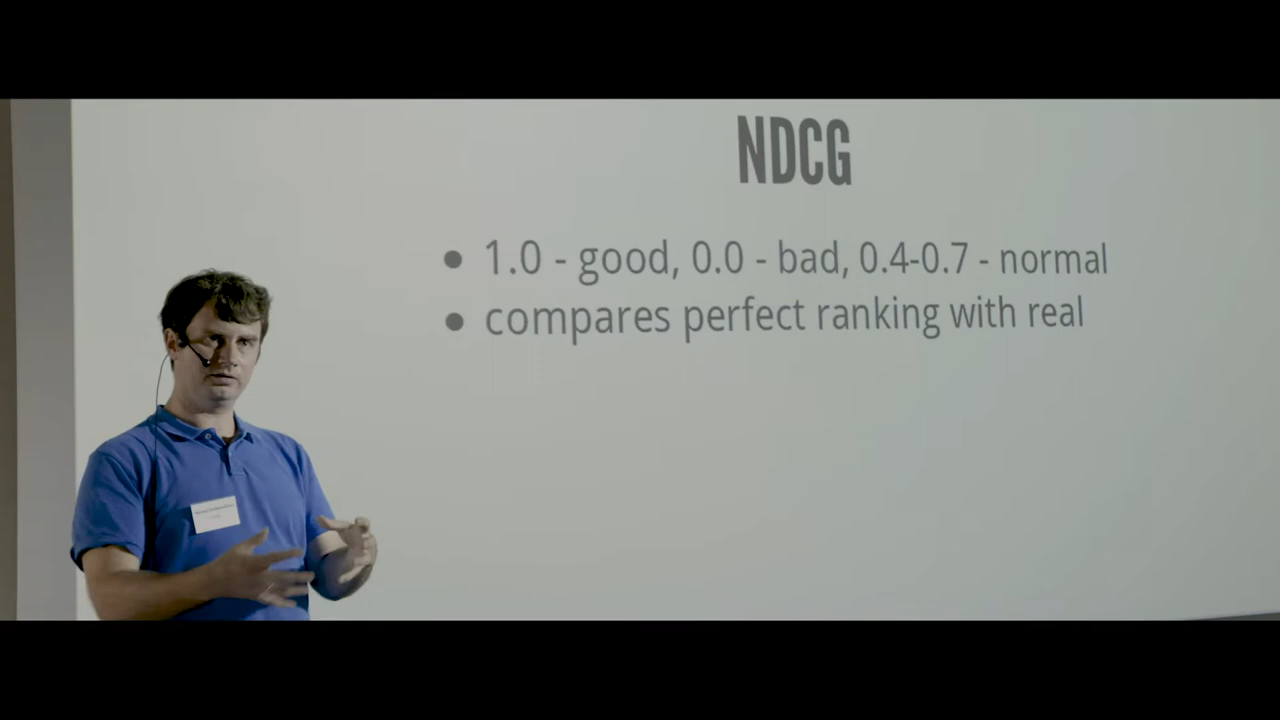 NDCG
• 1.0 - good, 0.0 - bad, 0.4-0.7 - normal
• compares perfect ranking with real